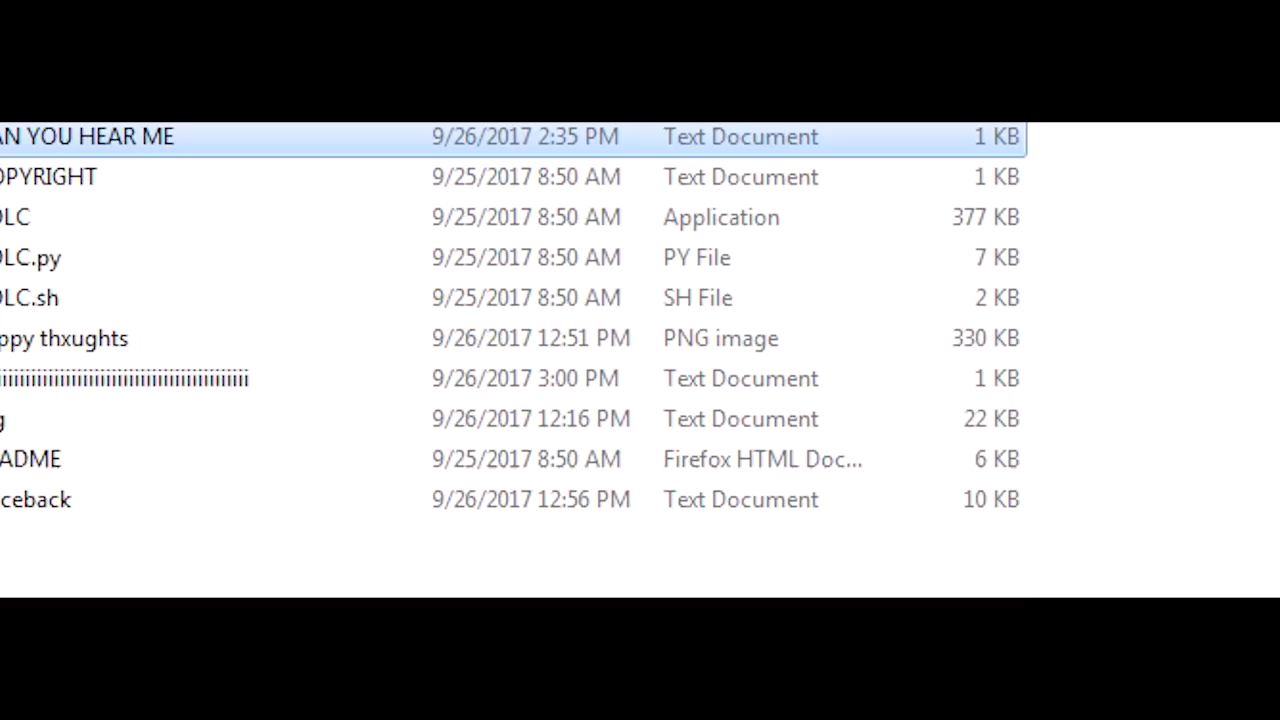 AN YOU HEAR ME 9/26/2017 2:35 PM Text Document 1 KB
OPYRIGHT 9/25/2017 8:50 AM Text Document 1 KB
DLC 9/25/2017 8:50 AM Application 377 KB
DLC.py 9/25/2017 8:50 AM PY File 7 KB
DLC.sh 9/25/2017 8:50 AM SH File 2 KB
ppy thxughts 9/26/2017 12:51 PM PNG image 330 KB
9/26/2017 3:00 PM Text Document 1 KB
g 9/26/2017 12:16 PM Text Document 22 KB
ADME 9/25/2017 8:50 AM Firefox HTML Doc... 6 KB
ceback 9/26/2017 12:56 PM Text Document 10 KB